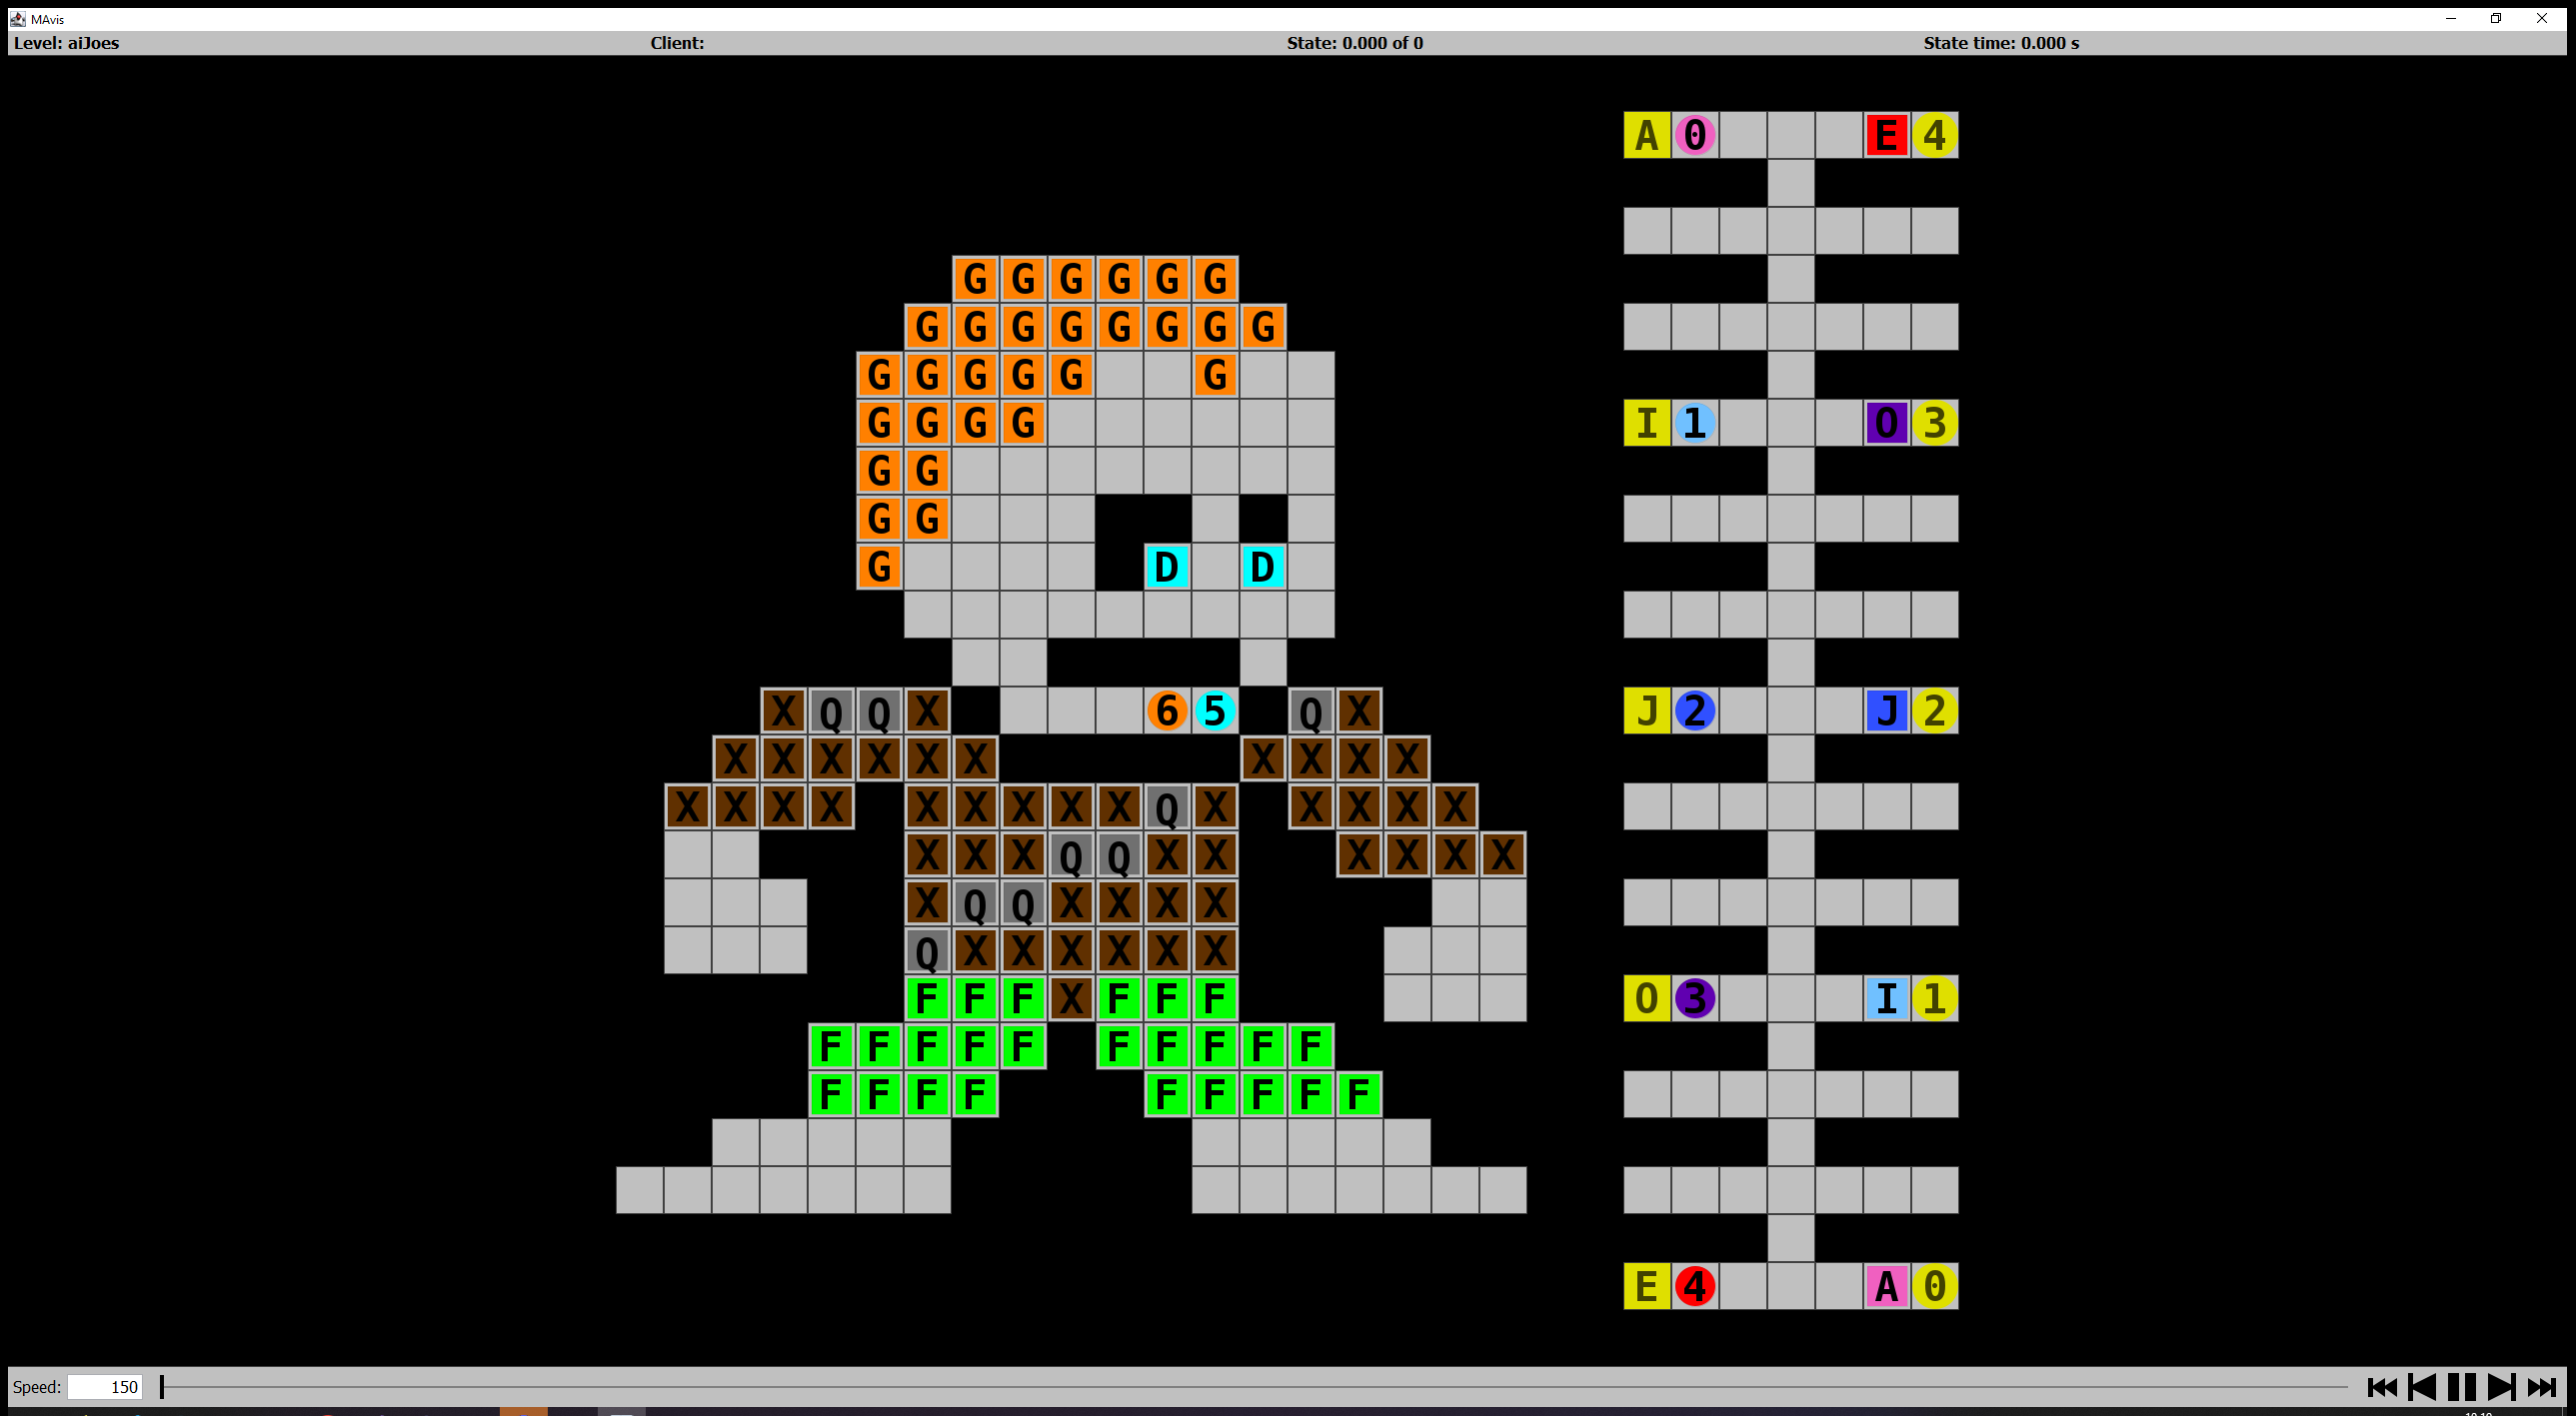 MAvis
Level: aiJoes Client: State: 0.000 of 0 State time: 0.000 s
A 0 E 4
G G G G G G
G G G G G G G G
G G G G G G
G G G G I 1 O 3
G G
G G
G D D
X Q Q X 6 5 Q X J 2 J 2
X X X X X X X X X X
X X X X X X X X X Q X X X X X
X X X Q Q X X X X X X
X Q Q X X X X
Q X X X X X X
F F F X F F F O 3 I 1
F F F F F F F F F F
F F F F F F F F F
E 4 A 0
Speed: 150